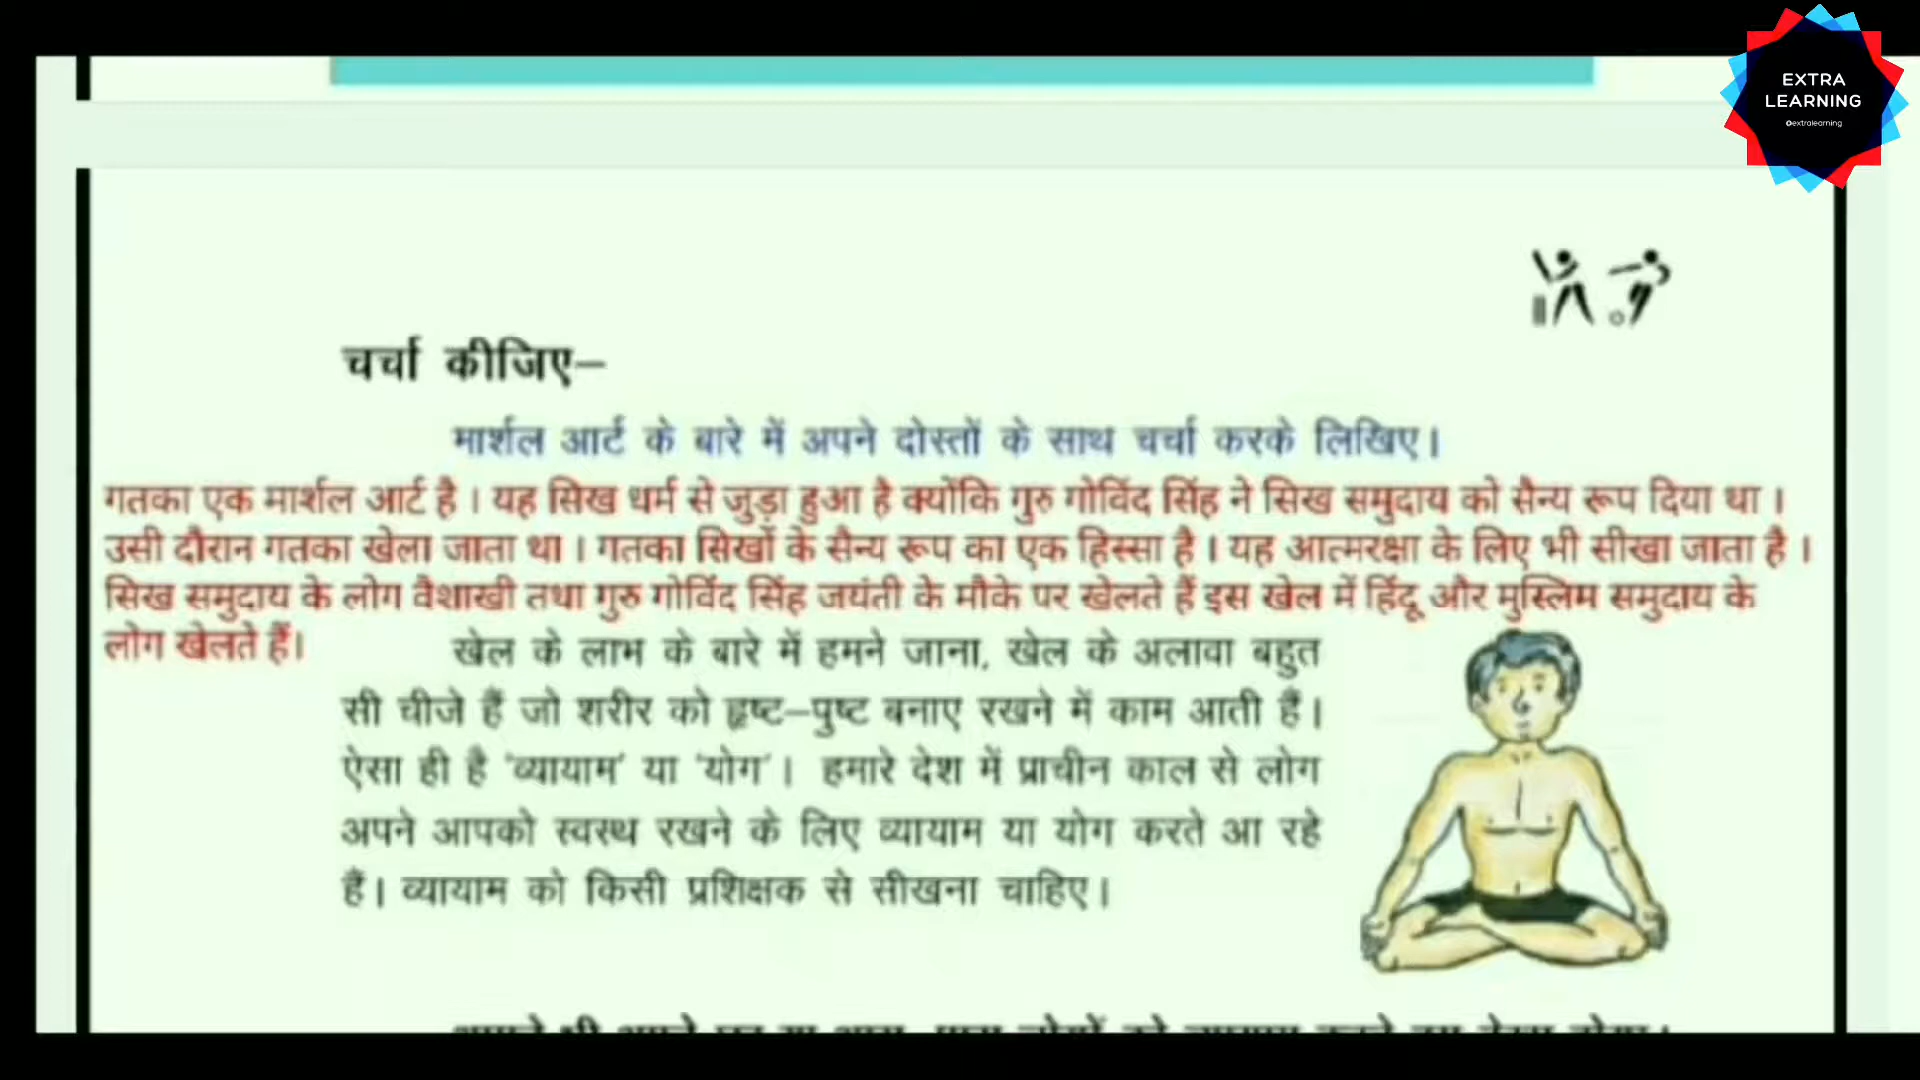 EXTRA
LEARNING
extralearning
चर्चा कीजिए–
मार्शल आर्ट के बारे में अपने दोस्तों के साथ चर्चा करके लिखिए।
गतका एक मार्शल आर्ट है । यह सिख धर्म से जुड़ा हुआ है क्योंकि गुरु गोविंद सिंह ने सिख समुदाय को सैन्य रूप दिया था ।
उसी दौरान गतका खेला जाता था । गतका सिखों के सैन्य रूप का एक हिस्सा है । यह आत्मरक्षा के लिए भी सीखा जाता है ।
सिख समुदाय के लोग वैशाखी तथा गुरु गोविंद सिंह जयंती के मौके पर खेलते हैं इस खेल में हिंदू और मुस्लिम समुदाय के
लोग खेलते हैं।
खेल के लाभ के बारे में हमने जाना, खेल के अलावा बहुत
सी चीजे हैं जो शरीर को हृष्ट–पुष्ट बनाए रखने में काम आती हैं।
ऐसा ही है 'व्यायाम' या 'योग'। हमारे देश में प्राचीन काल से लोग
अपने आपको स्वस्थ रखने के लिए व्यायाम या योग करते आ रहे
हैं। व्यायाम को किसी प्रशिक्षक से सीखना चाहिए।